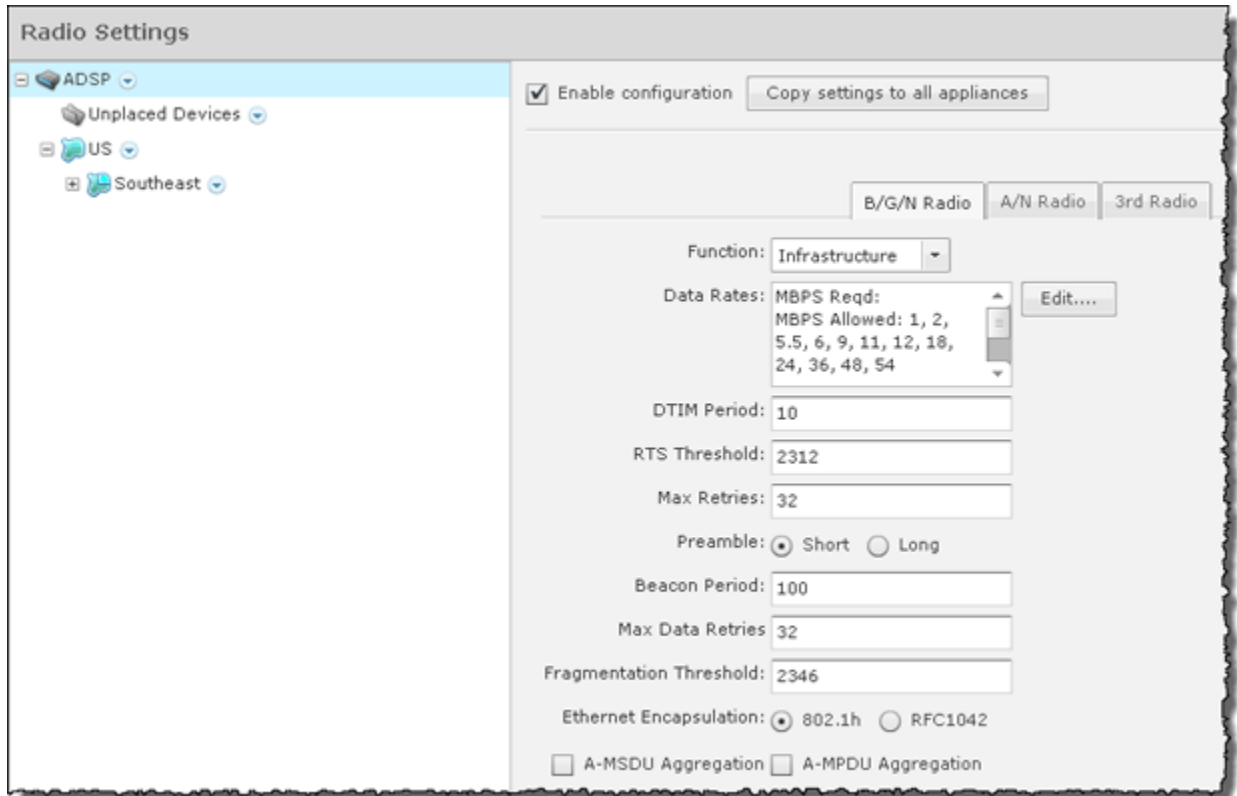 Radio Settings
ADSP
Unplaced Devices
US
Southeast
Enable configuration
Copy settings to all appliances
B/G/N Radio
A/N Radio
3rd Radio
Function: Infrastructure
Data Rates: MBPS Reqd:
MBPS Allowed: 1, 2,
5.5, 6, 9, 11, 12, 18,
24, 36, 48, 54
Edit....
DTIM Period: 10
RTS Threshold: 2312
Max Retries: 32
Preamble: Short Long
Beacon Period: 100
Max Data Retries 32
Fragmentation Threshold: 2346
Ethernet Encapsulation: 802.1h RFC1042
A-MSDU Aggregation A-MPDU Aggregation